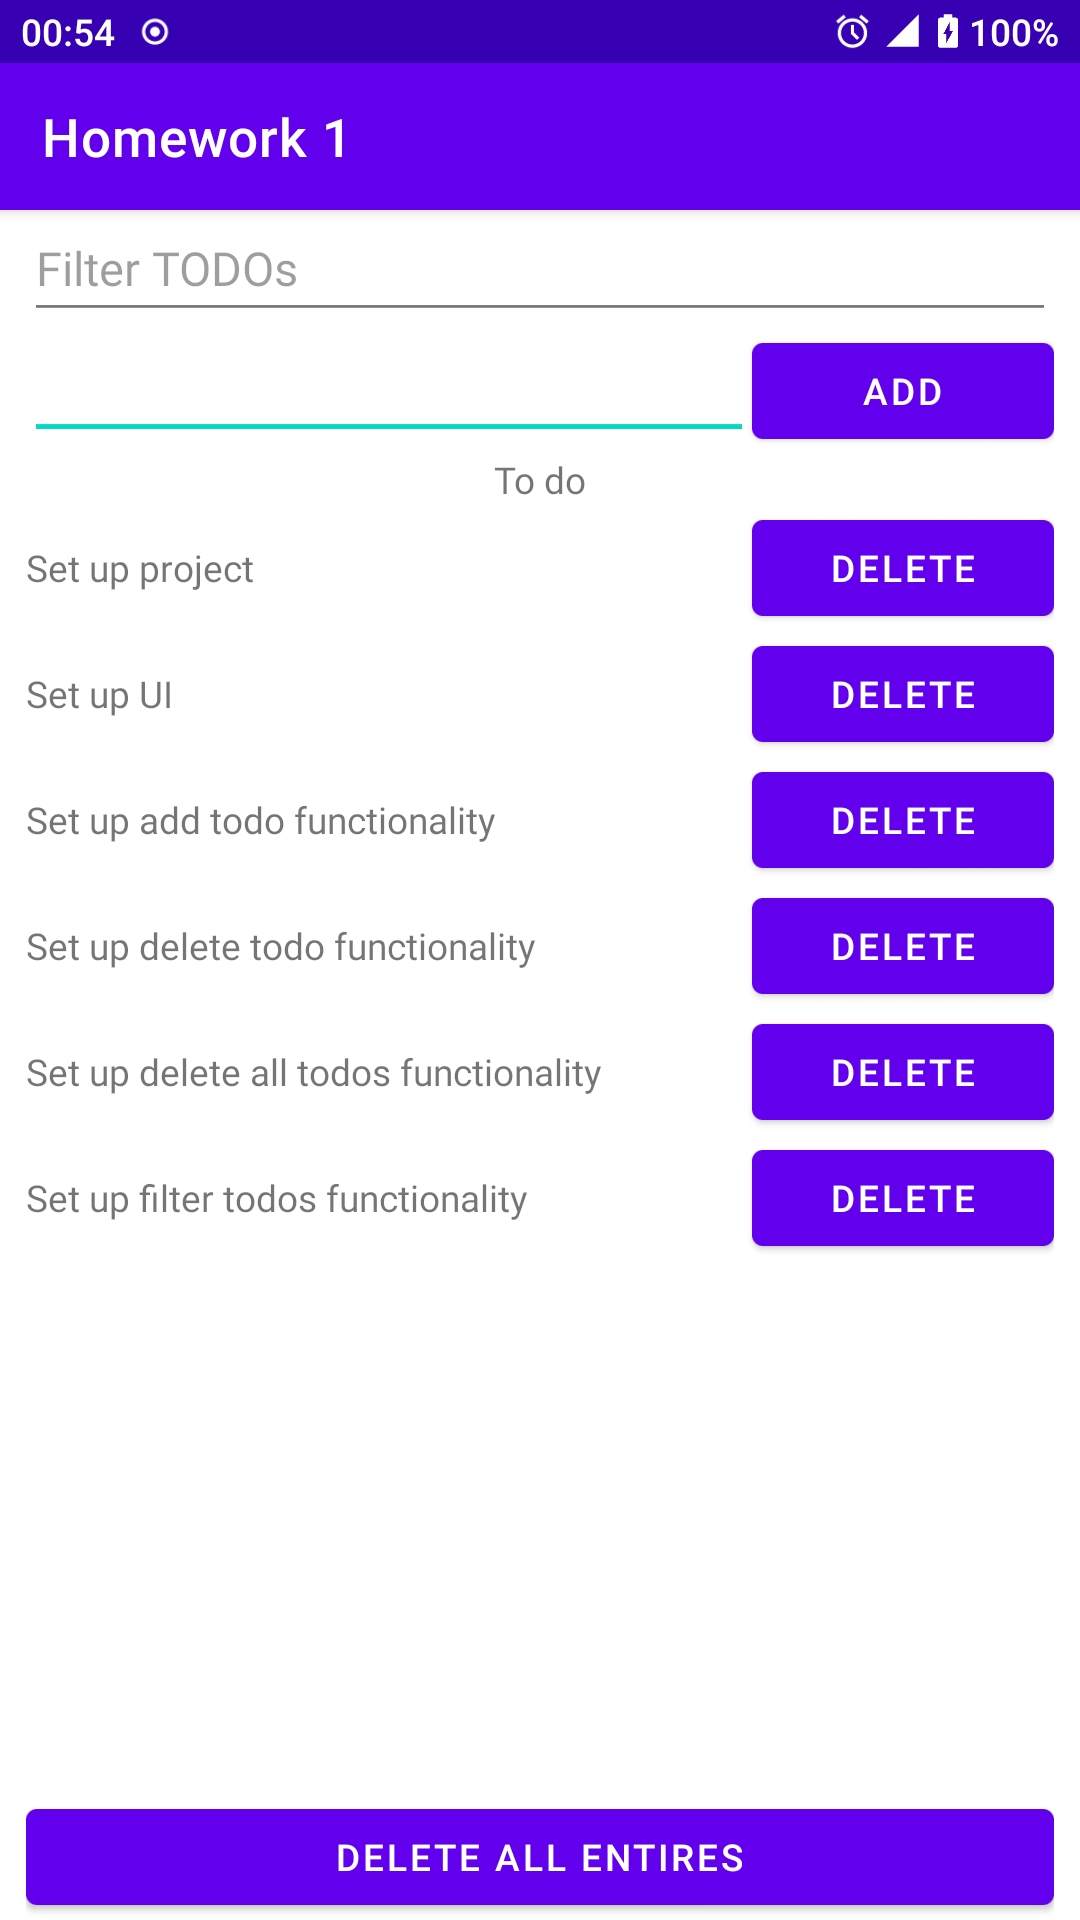 00:54 100%
Homework 1
Filter TODOs
ADD
To do
Set up project DELETE
Set up UI DELETE
Set up add todo functionality DELETE
Set up delete todo functionality DELETE
Set up delete all todos functionality DELETE
Set up filter todos functionality DELETE
DELETE ALL ENTIRES